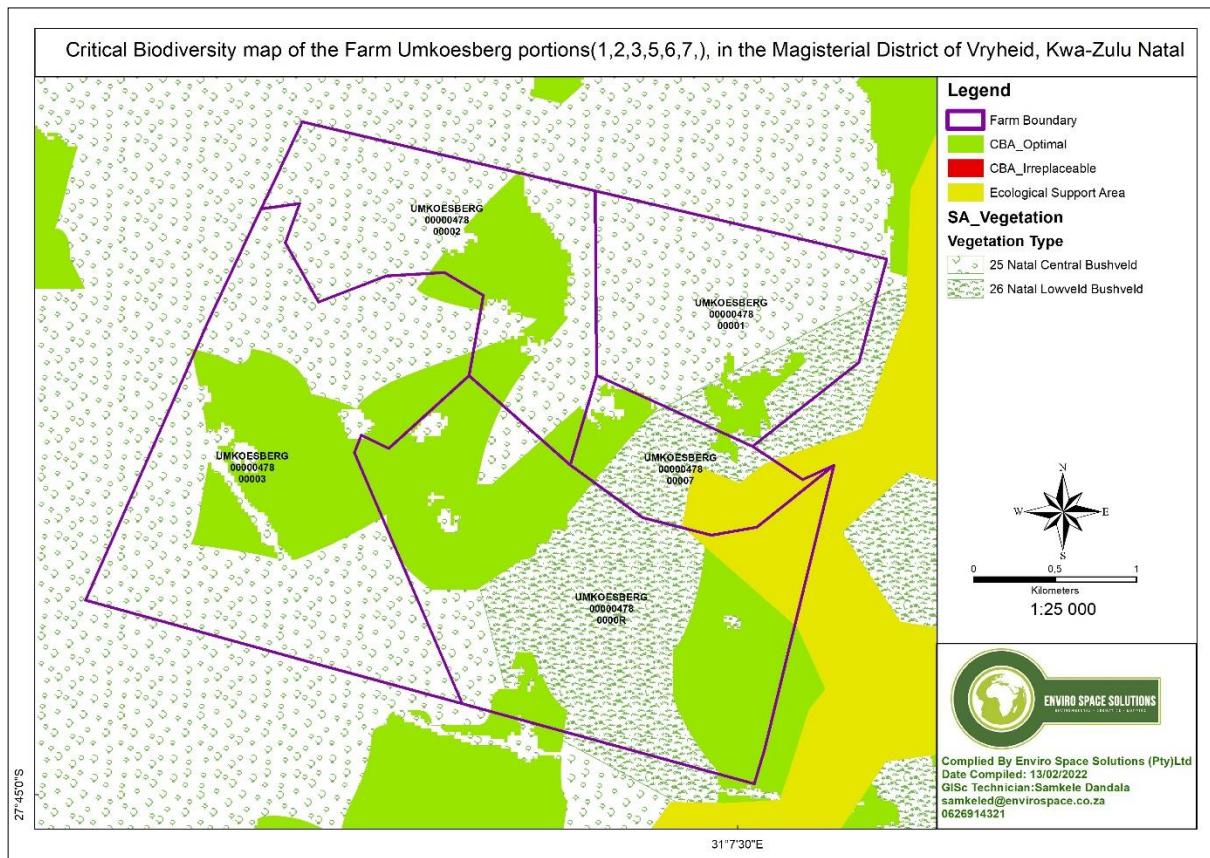 Critical Biodiversity map of the Farm Umkoesberg portions(1,2,3,5,6,7,), in the Magisterial District of Vryheid, Kwa-Zulu Natal
UMKOESBERG
00000478
00002
UMKOESBERG
00000478
00001
UMKOESBERG
00000478
00003
UMKOESBERG
00000478
00007
UMKOESBERG
00000478
0000R
27°45'0"S
31°7'30"E
Legend
Farm Boundary
CBA_Optimal
CBA_Irreplaceable
Ecological Support Area
SA_Vegetation
Vegetation Type
25 Natal Central Bushveld
26 Natal Lowveld Bushveld
N
W
E
S
0 0,5 1
Kilometers
1:25 000
ENVIRO SPACE SOLUTIONS
Complied By Enviro Space Solutions (Pty)Ltd
Date Compiled: 13/02/2022
GISc Technician:Samkele Dandala
samkeled@envirospace.co.za
0626914321